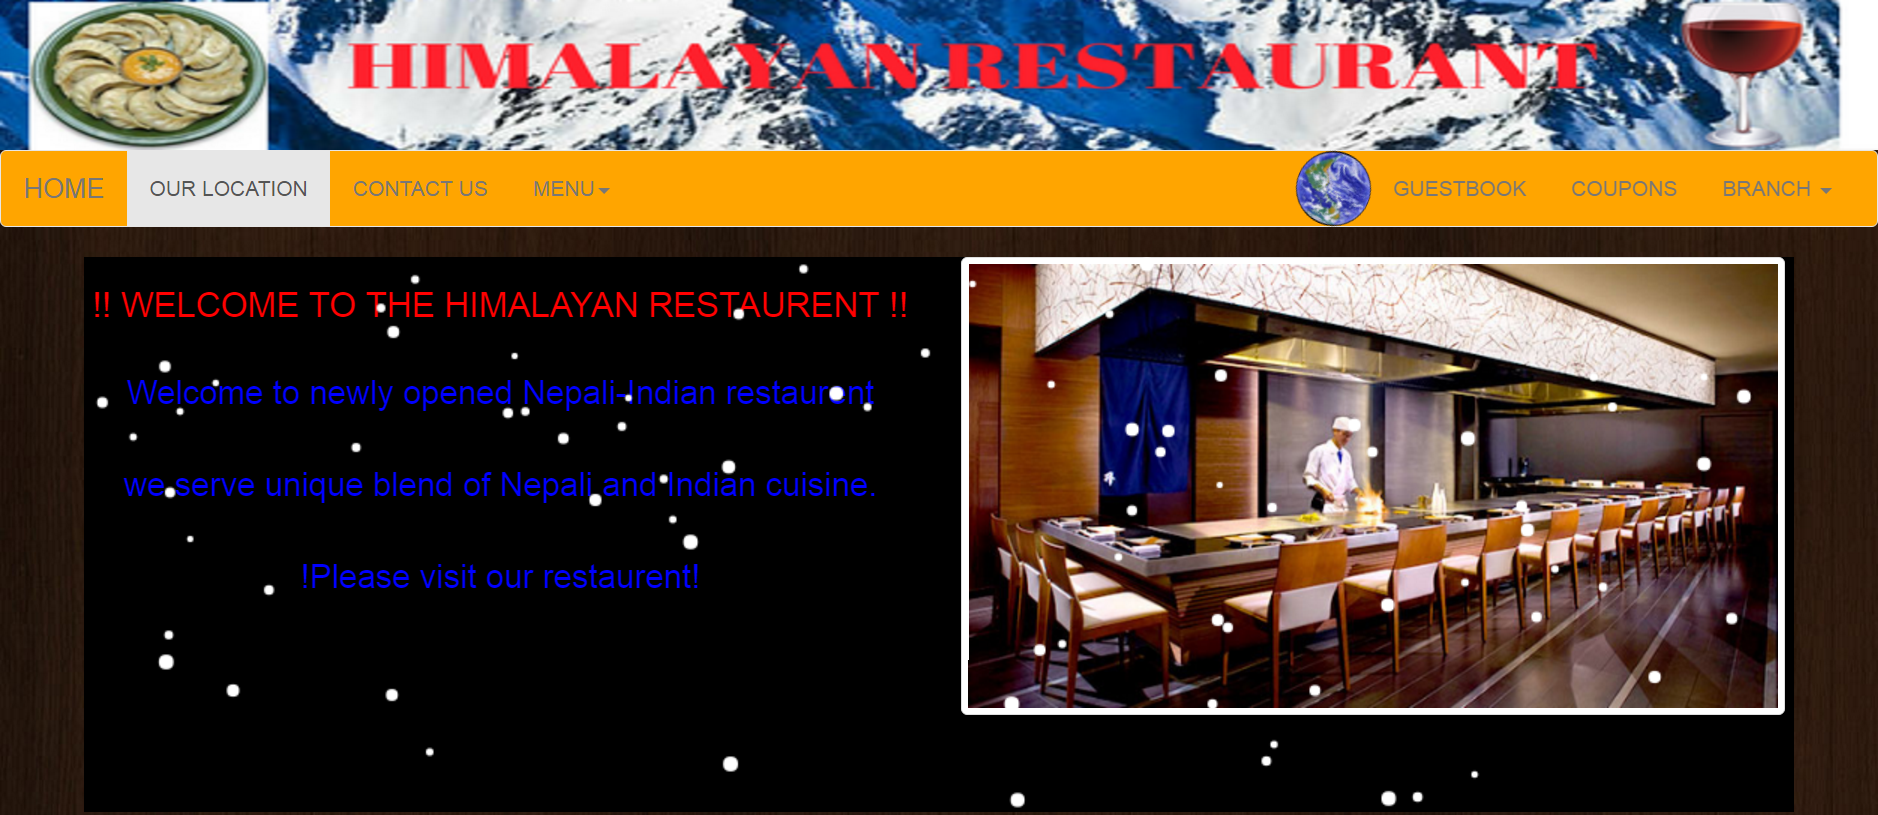 HIMALAYAN RESTAURANT
HOME
OUR LOCATION
CONTACT US
MENU
GUESTBOOK
COUPONS
BRANCH
!! WELCOME TO THE HIMALAYAN RESTAURENT !!
Welcome to newly opened Nepali-Indian restaurent
we serve unique blend of Nepali and Indian cuisine.
!Please visit our restaurent!